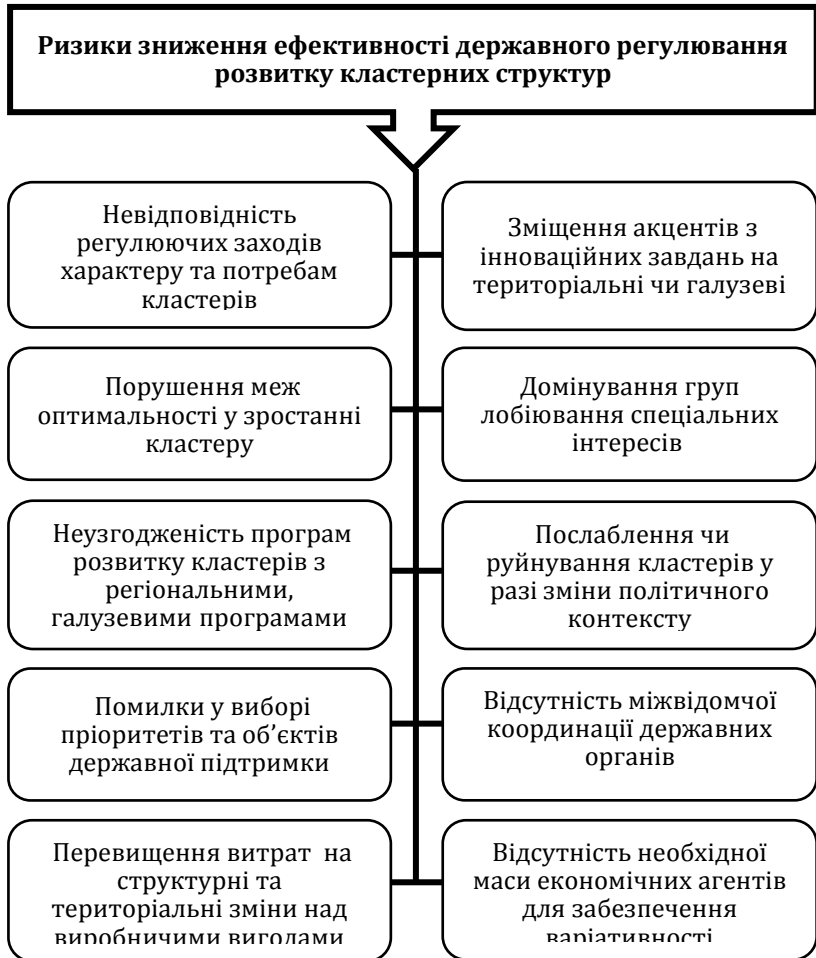 Ризики зниження ефективності державного регулювання
розвитку кластерних структур
Невідповідність
регулюючих заходів
характеру та потребам
кластерів
Зміщення акцентів з
інноваційних завдань на
територіальні чи галузеві
Порушення меж
оптимальності у зростанні
кластеру
Домінування груп
лобіювання спеціальних
інтересів
Неузгодженість програм
розвитку кластерів з
регіональними,
галузевими програмами
Послаблення чи
руйнування кластерів у
разі зміни політичного
контексту
Помилки у виборі
пріоритетів та об’єктів
державної підтримки
Відсутність міжвідомчої
координації державних
органів
Перевищення витрат на
структурні та
територіальні зміни над
виробничими вигодами
Відсутність необхідної
маси економічних агентів
для забезпечення
варіативності